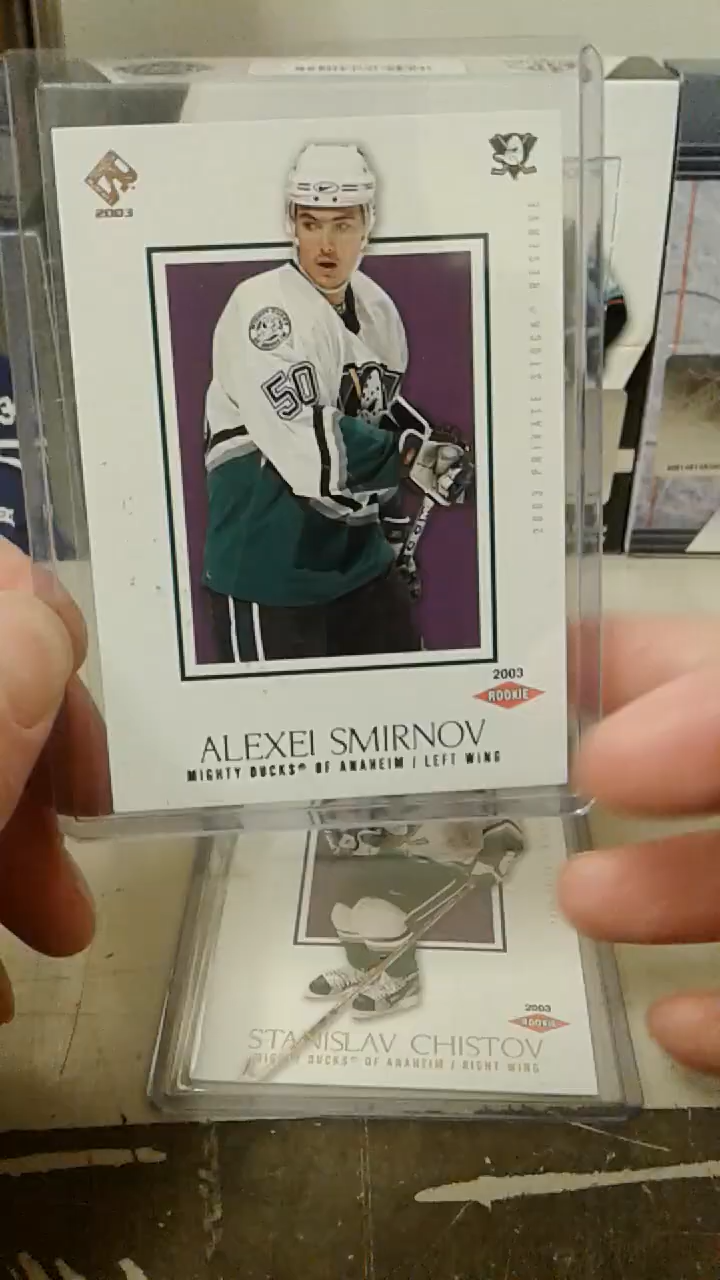 2003
50
2003 PRIVATE STOCK® RESERVE
2003
ROOKIE
ALEXEI SMIRNOV
MIGHTY DUCKS® OF ANAHEIM / LEFT WING
2003
ROOKIE
STANISLAV CHISTOV
MIGHTY DUCKS® OF ANAHEIM / RIGHT WING